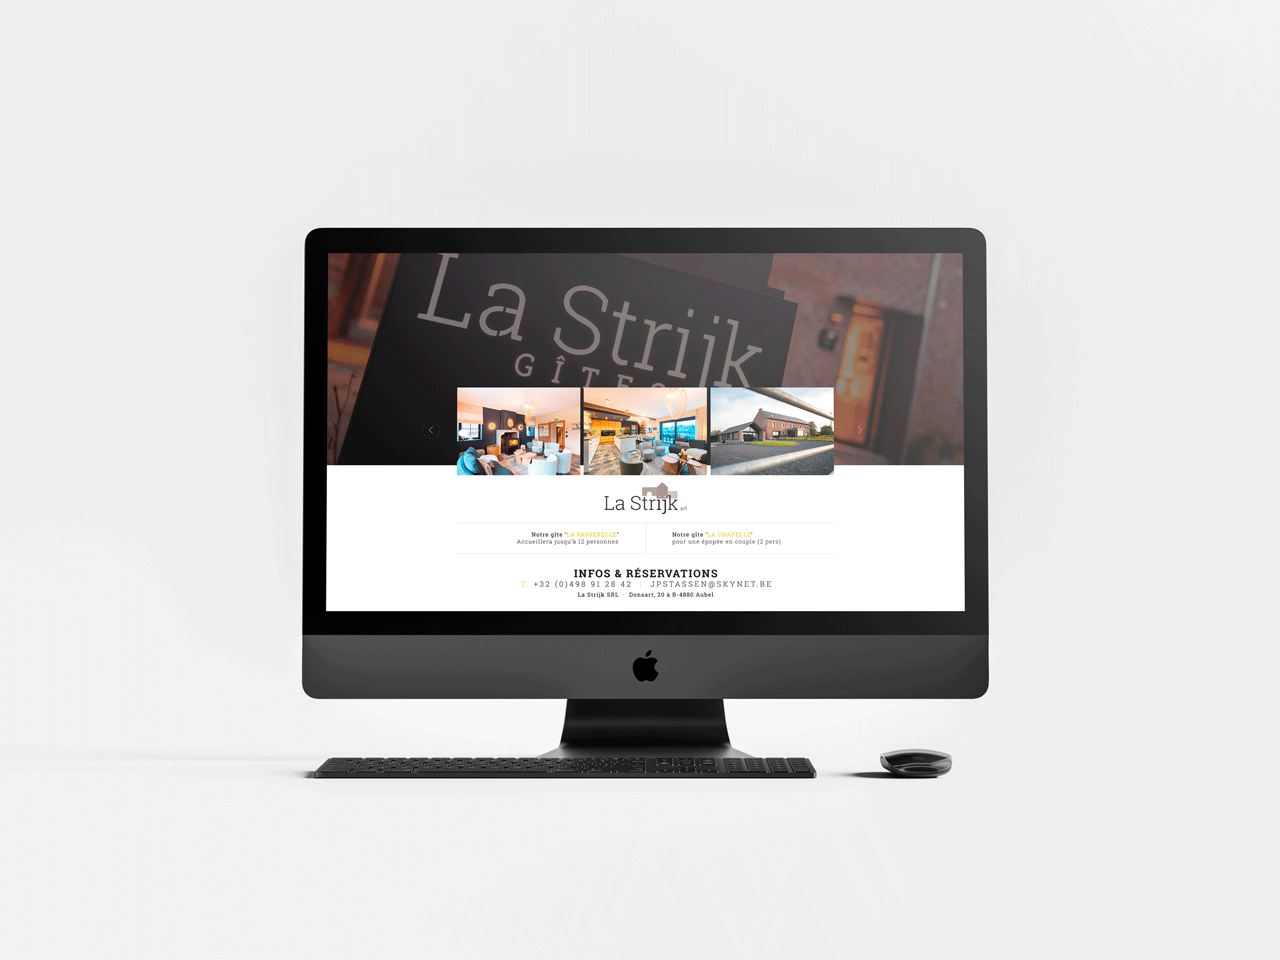 La Strijk
GÎTES
La Strijk srl
Notre gîte "LA PASSERELLE"
Accueillera jusqu'à 12 personnes
Notre gîte "LA CHAPELLE"
pour une épopée en couple (2 pers)
INFOS & RÉSERVATIONS
T. +32 (0)498 91 28 42 | JPSTASSEN@SKYNET.BE
La Strijk SRL • Donsart, 20 à B-4880 Aubel